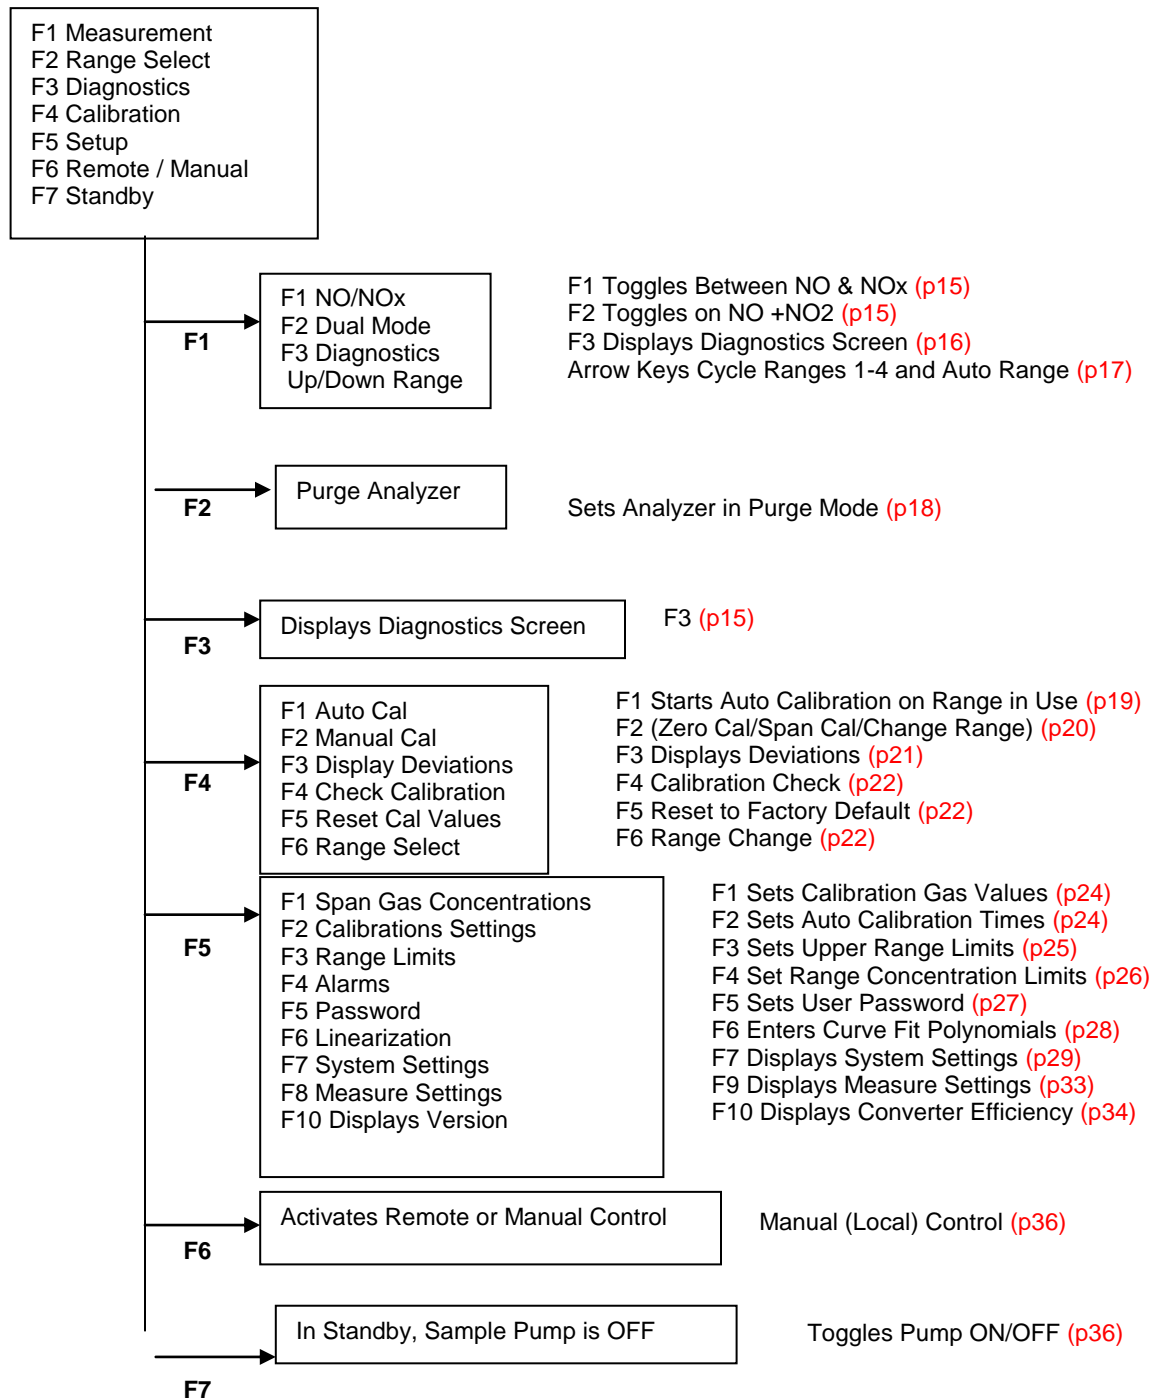 F1 Measurement
F2 Range Select
F3 Diagnostics
F4 Calibration
F5 Setup
F6 Remote / Manual
F7 Standby
F1
F1 NO/NOx
F2 Dual Mode
F3 Diagnostics
Up/Down Range
F1 Toggles Between NO & NOx (p15)
F2 Toggles on NO +NO2 (p15)
F3 Displays Diagnostics Screen (p16)
Arrow Keys Cycle Ranges 1-4 and Auto Range (p17)
F2
Purge Analyzer
Sets Analyzer in Purge Mode (p18)
F3
Displays Diagnostics Screen
F3 (p15)
F4
F1 Auto Cal
F2 Manual Cal
F3 Display Deviations
F4 Check Calibration
F5 Reset Cal Values
F6 Range Select
F1 Starts Auto Calibration on Range in Use (p19)
F2 (Zero Cal/Span Cal/Change Range) (p20)
F3 Displays Deviations (p21)
F4 Calibration Check (p22)
F5 Reset to Factory Default (p22)
F6 Range Change (p22)
F5
F1 Span Gas Concentrations
F2 Calibrations Settings
F3 Range Limits
F4 Alarms
F5 Password
F6 Linearization
F7 System Settings
F8 Measure Settings
F10 Displays Version
F1 Sets Calibration Gas Values (p24)
F2 Sets Auto Calibration Times (p24)
F3 Sets Upper Range Limits (p25)
F4 Set Range Concentration Limits (p26)
F5 Sets User Password (p27)
F6 Enters Curve Fit Polynomials (p28)
F7 Displays System Settings (p29)
F9 Displays Measure Settings (p33)
F10 Displays Converter Efficiency (p34)
F6
Activates Remote or Manual Control
Manual (Local) Control (p36)
F7
In Standby, Sample Pump is OFF
Toggles Pump ON/OFF (p36)